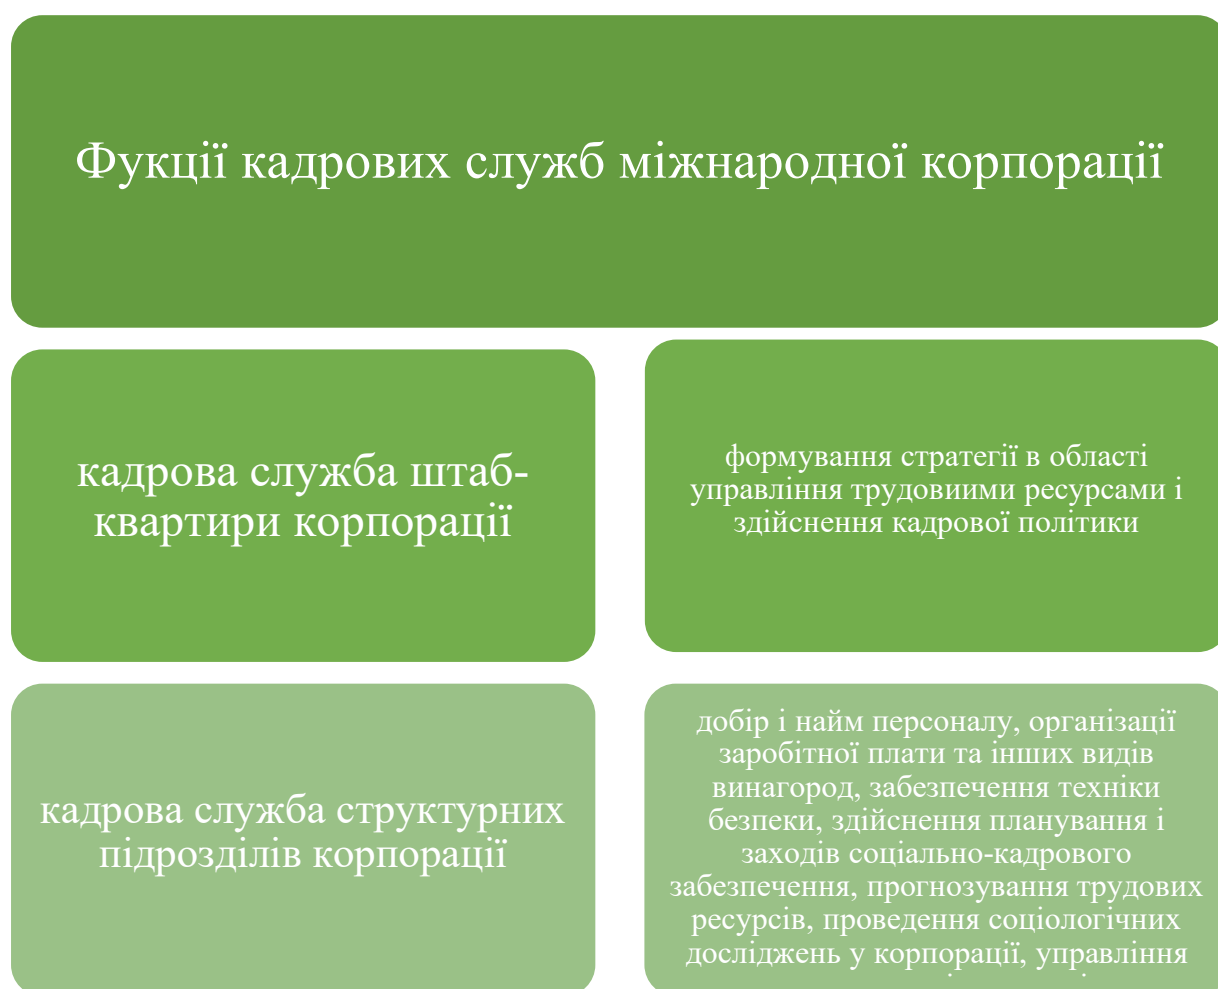 Фукції кадрових служб міжнародної корпорації
кадрова служба штаб-
квартири корпорації
формування стратегії в області
управління трудовиими ресурсами і
здійснення кадрової політики
кадрова служба структурних
підрозділів корпорації
добір і найм персоналу, організації
заробітної плати та інших видів
винагород, забезпечення техніки
безпеки, здійснення планування і
заходів соціально-кадрового
забезпечення, прогнозування трудових
ресурсів, проведення соціологічних
досліджень у корпорації, управління